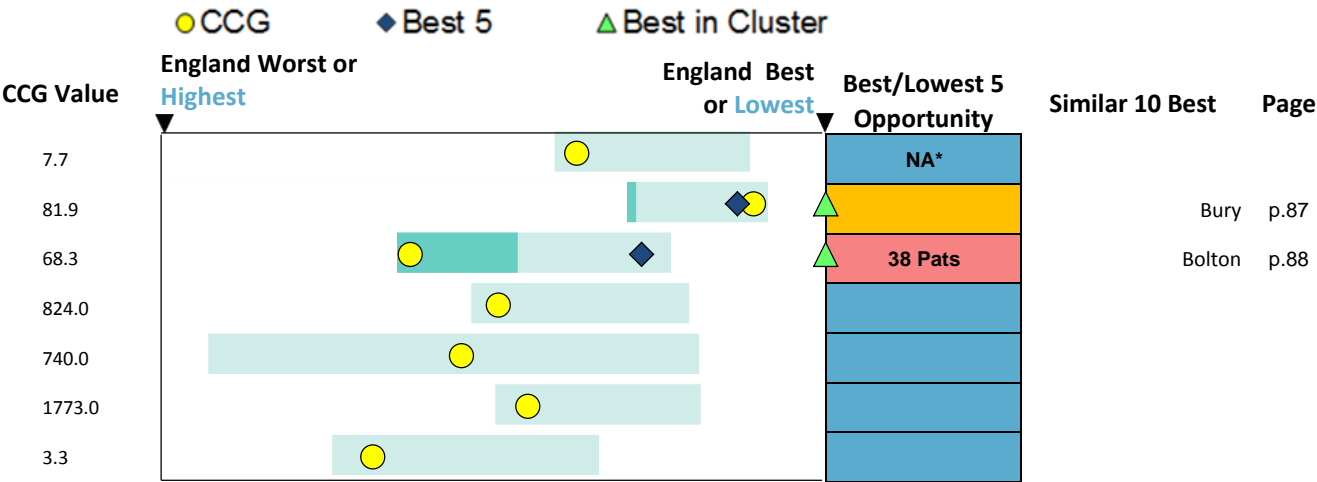 CCG Best 5 Best in Cluster
England Worst or
Highest
England Best
or Lowest
CCG Value
Best/Lowest 5
Opportunity
Similar 10 Best Page
7.7 NA*
81.9 Bury p.87
68.3 38 Pats Bolton p.88
824.0
740.0
1773.0
3.3